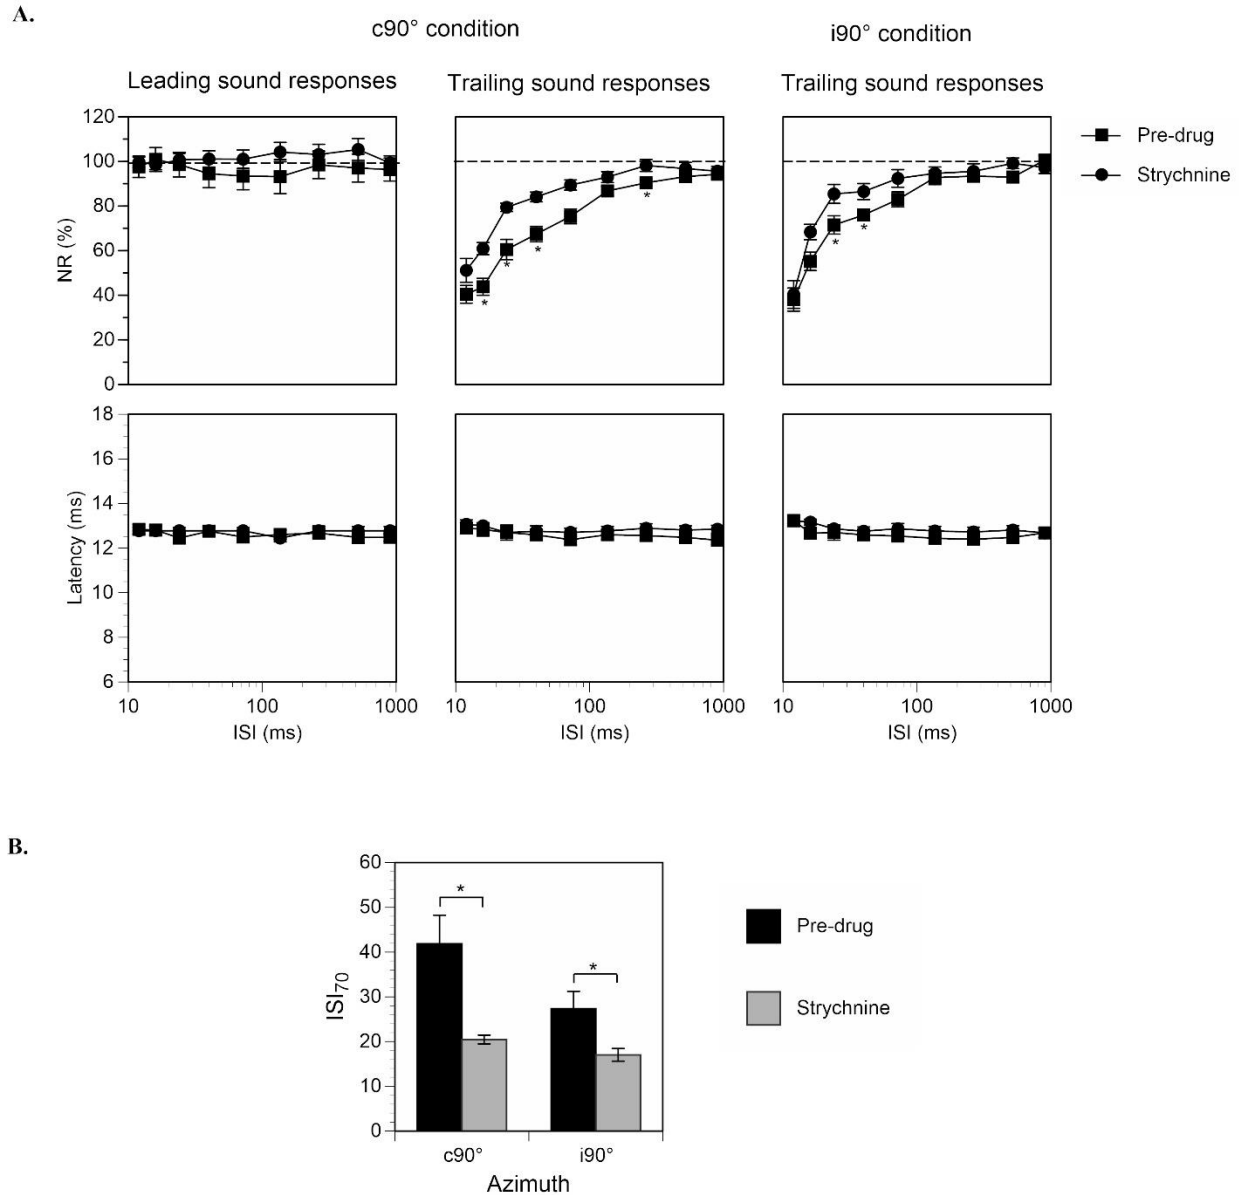 A.
c90° condition
i90° condition
Leading sound responses
Trailing sound responses
Trailing sound responses
NR (%)
120
100
80
60
40
20
0
*
*
*
*
*
*
Pre-drug
Strychnine
Latency (ms)
18
16
14
12
10
8
6
10 100 1000
10 100 1000
10 100 1000
ISI (ms)
ISI (ms)
ISI (ms)
B.
ISI70
60
50
40
30
20
10
0
*
*
c90°
i90°
Azimuth
Pre-drug
Strychnine